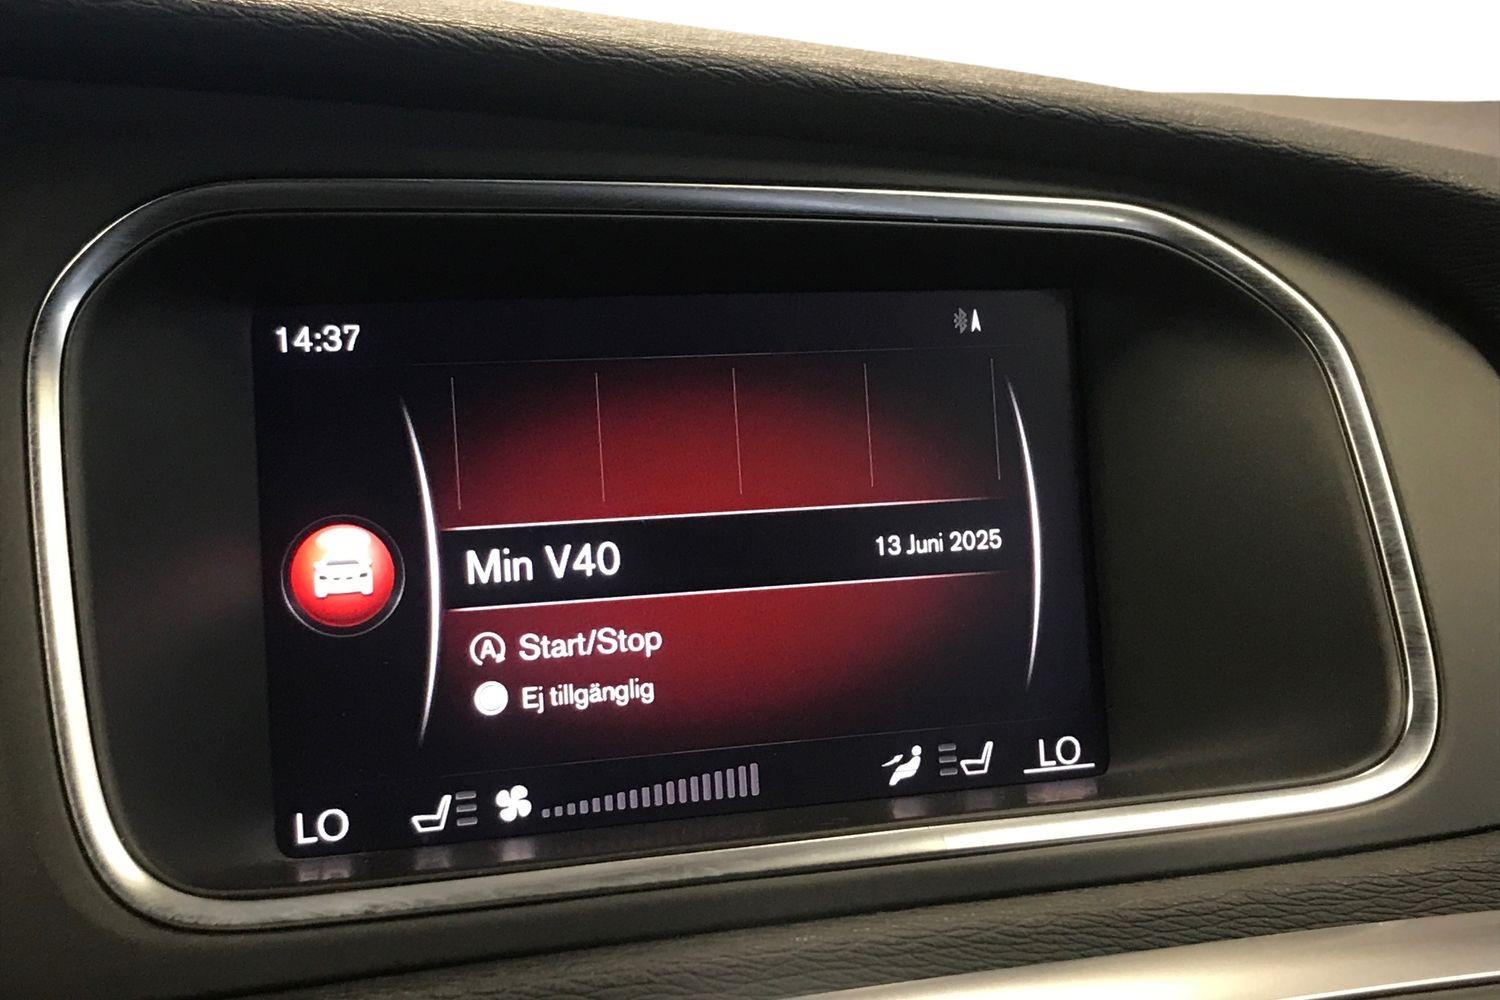 14:37
Min V40
13 Juni 2025
A Start/Stop
Ej tillgänglig
LO
LO